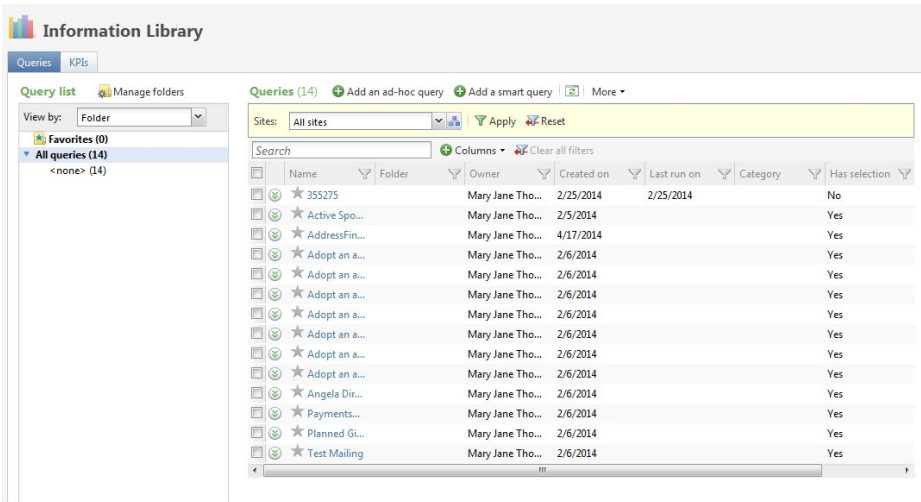 Information Library
Queries KPIs
Query list Manage folders
Queries (14) Add an ad-hoc query Add a smart query More
View by: Folder
Sites: All sites Apply Reset
Favorites (0)
All queries (14)
<none> (14)
Search Columns Clear all filters
Name Folder Owner Created on Last run on Category Has selection
355275 Mary Jane Tho... 2/25/2014 2/25/2014 No
Active Spo... Mary Jane Tho... 2/5/2014 Yes
AddressFin... Mary Jane Tho... 4/17/2014 Yes
Adopt an a... Mary Jane Tho... 2/6/2014 Yes
Adopt an a... Mary Jane Tho... 2/6/2014 Yes
Adopt an a... Mary Jane Tho... 2/6/2014 Yes
Adopt an a... Mary Jane Tho... 2/6/2014 Yes
Adopt an a... Mary Jane Tho... 2/6/2014 Yes
Adopt an a... Mary Jane Tho... 2/6/2014 Yes
Adopt an a... Mary Jane Tho... 2/6/2014 Yes
Angela Dir... Mary Jane Tho... 2/6/2014 Yes
Payments... Mary Jane Tho... 2/6/2014 Yes
Planned Gi... Mary Jane Tho... 2/6/2014 Yes
Test Mailing Mary Jane Tho... 2/6/2014 Yes